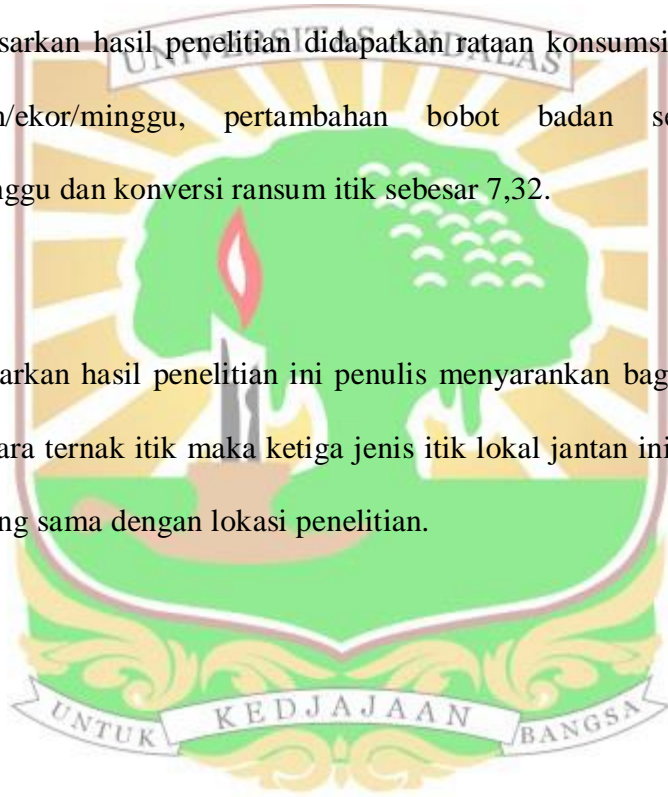 sarkan hasil penelitian didapatkan rataan konsumsi
UNIVERSITAS ANDALAS
n/ekor/minggu, pertambahan bobot badan se
nggu dan konversi ransum itik sebesar 7,32.
arkan hasil penelitian ini penulis menyarankan bag
ara ternak itik maka ketiga jenis itik lokal jantan ini
ng sama dengan lokasi penelitian.
UNTUK KEDJAJAAN BANGSA